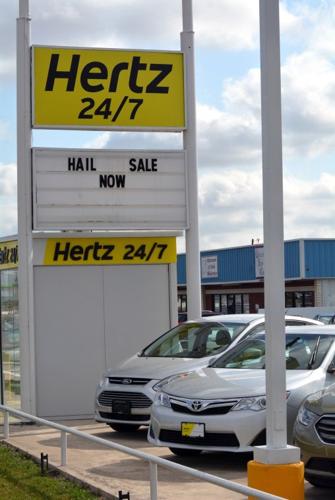 Hertz
24/7
HAIL SALE
NOW
Hertz 24/7